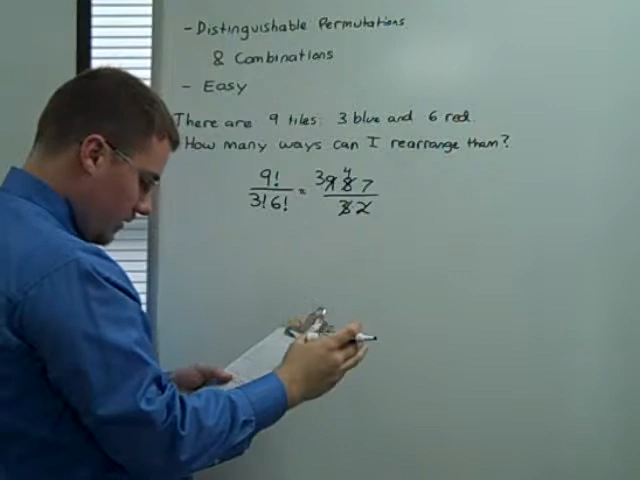 - Distinguishable Permutations
& Combinations
- Easy
There are 9 tiles: 3 blue and 6 red.
How many ways can I rearrange them?
9!/3!6! = 3 9 4 8 7/3 2